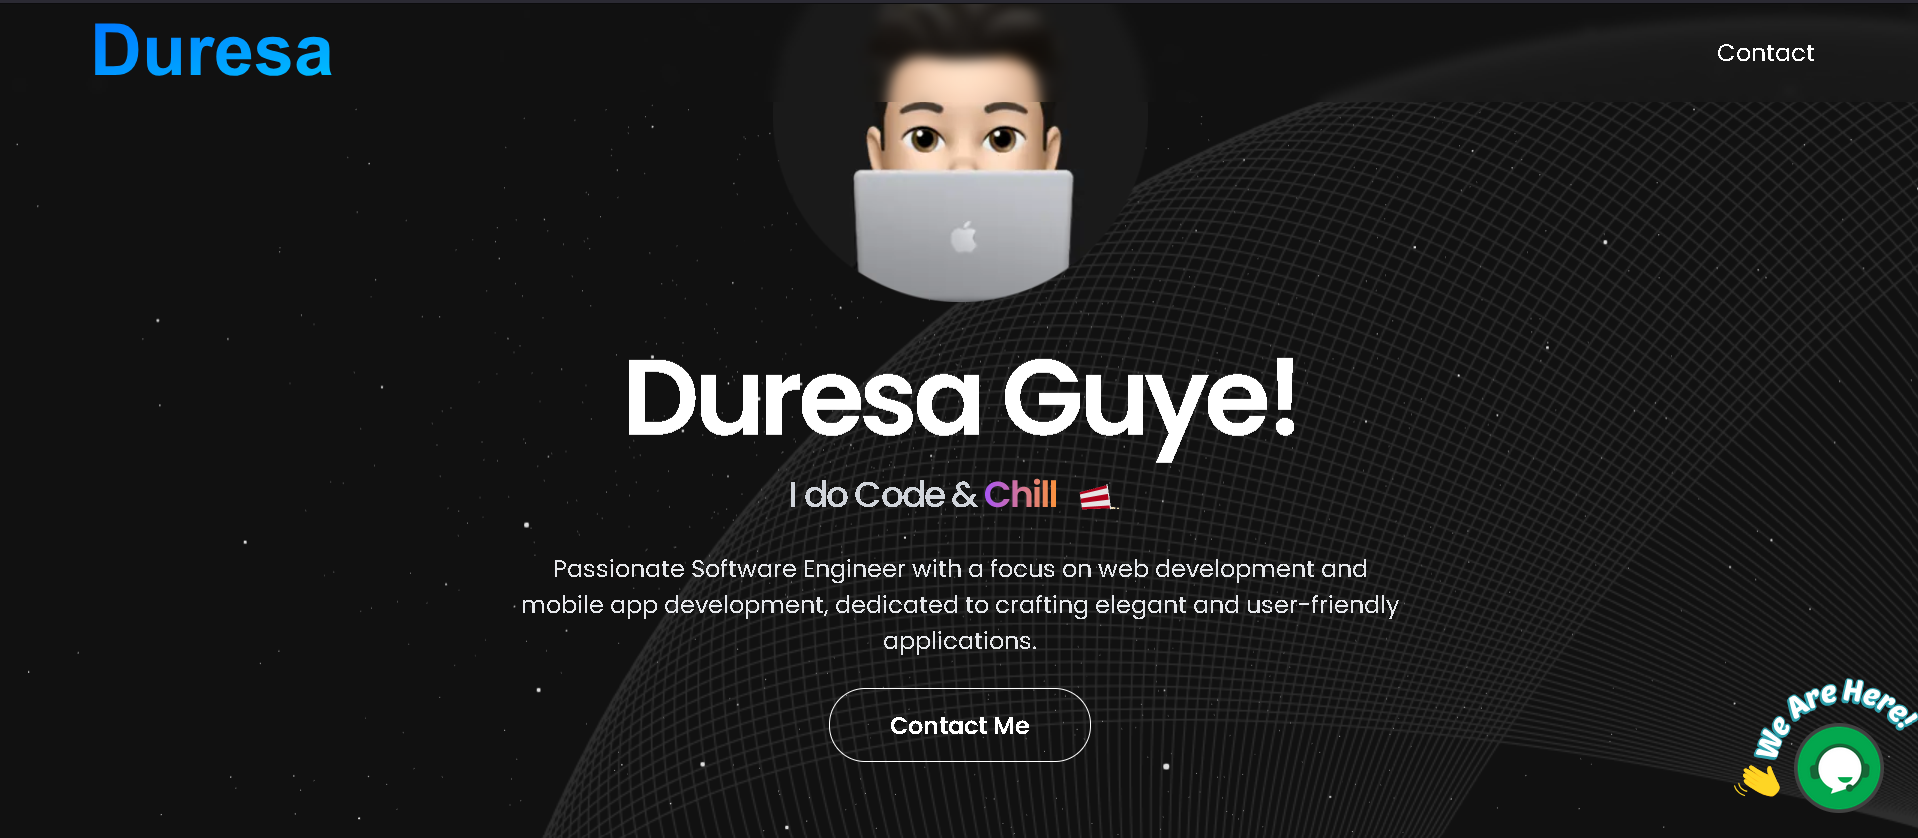 Duresa
Contact
Duresa Guye!
I do Code & Chill
Passionate Software Engineer with a focus on web development and
mobile app development, dedicated to crafting elegant and user-friendly
applications.
Contact Me
We Are Here!